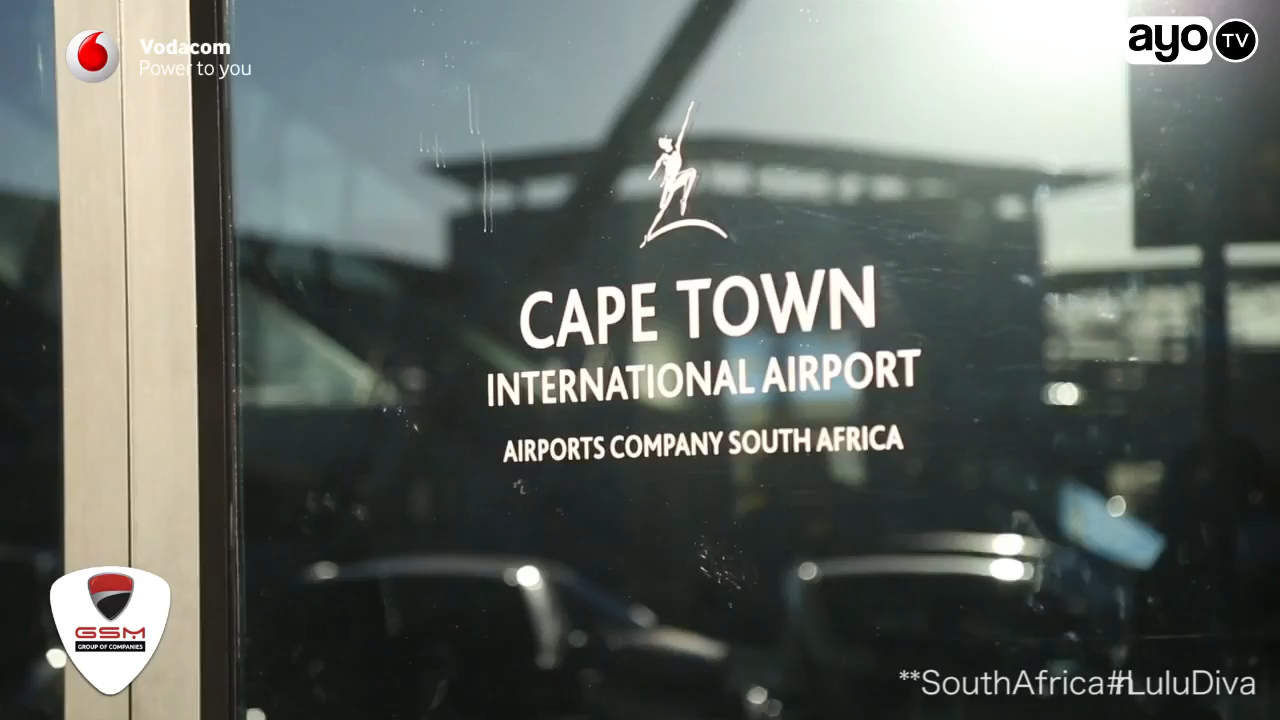 Vodacom
Power to you
ayo TV
CAPE TOWN
INTERNATIONAL AIRPORT
AIRPORTS COMPANY SOUTH AFRICA
GSM
GROUP OF COMPANIES
**SouthAfrica#LuluDiva